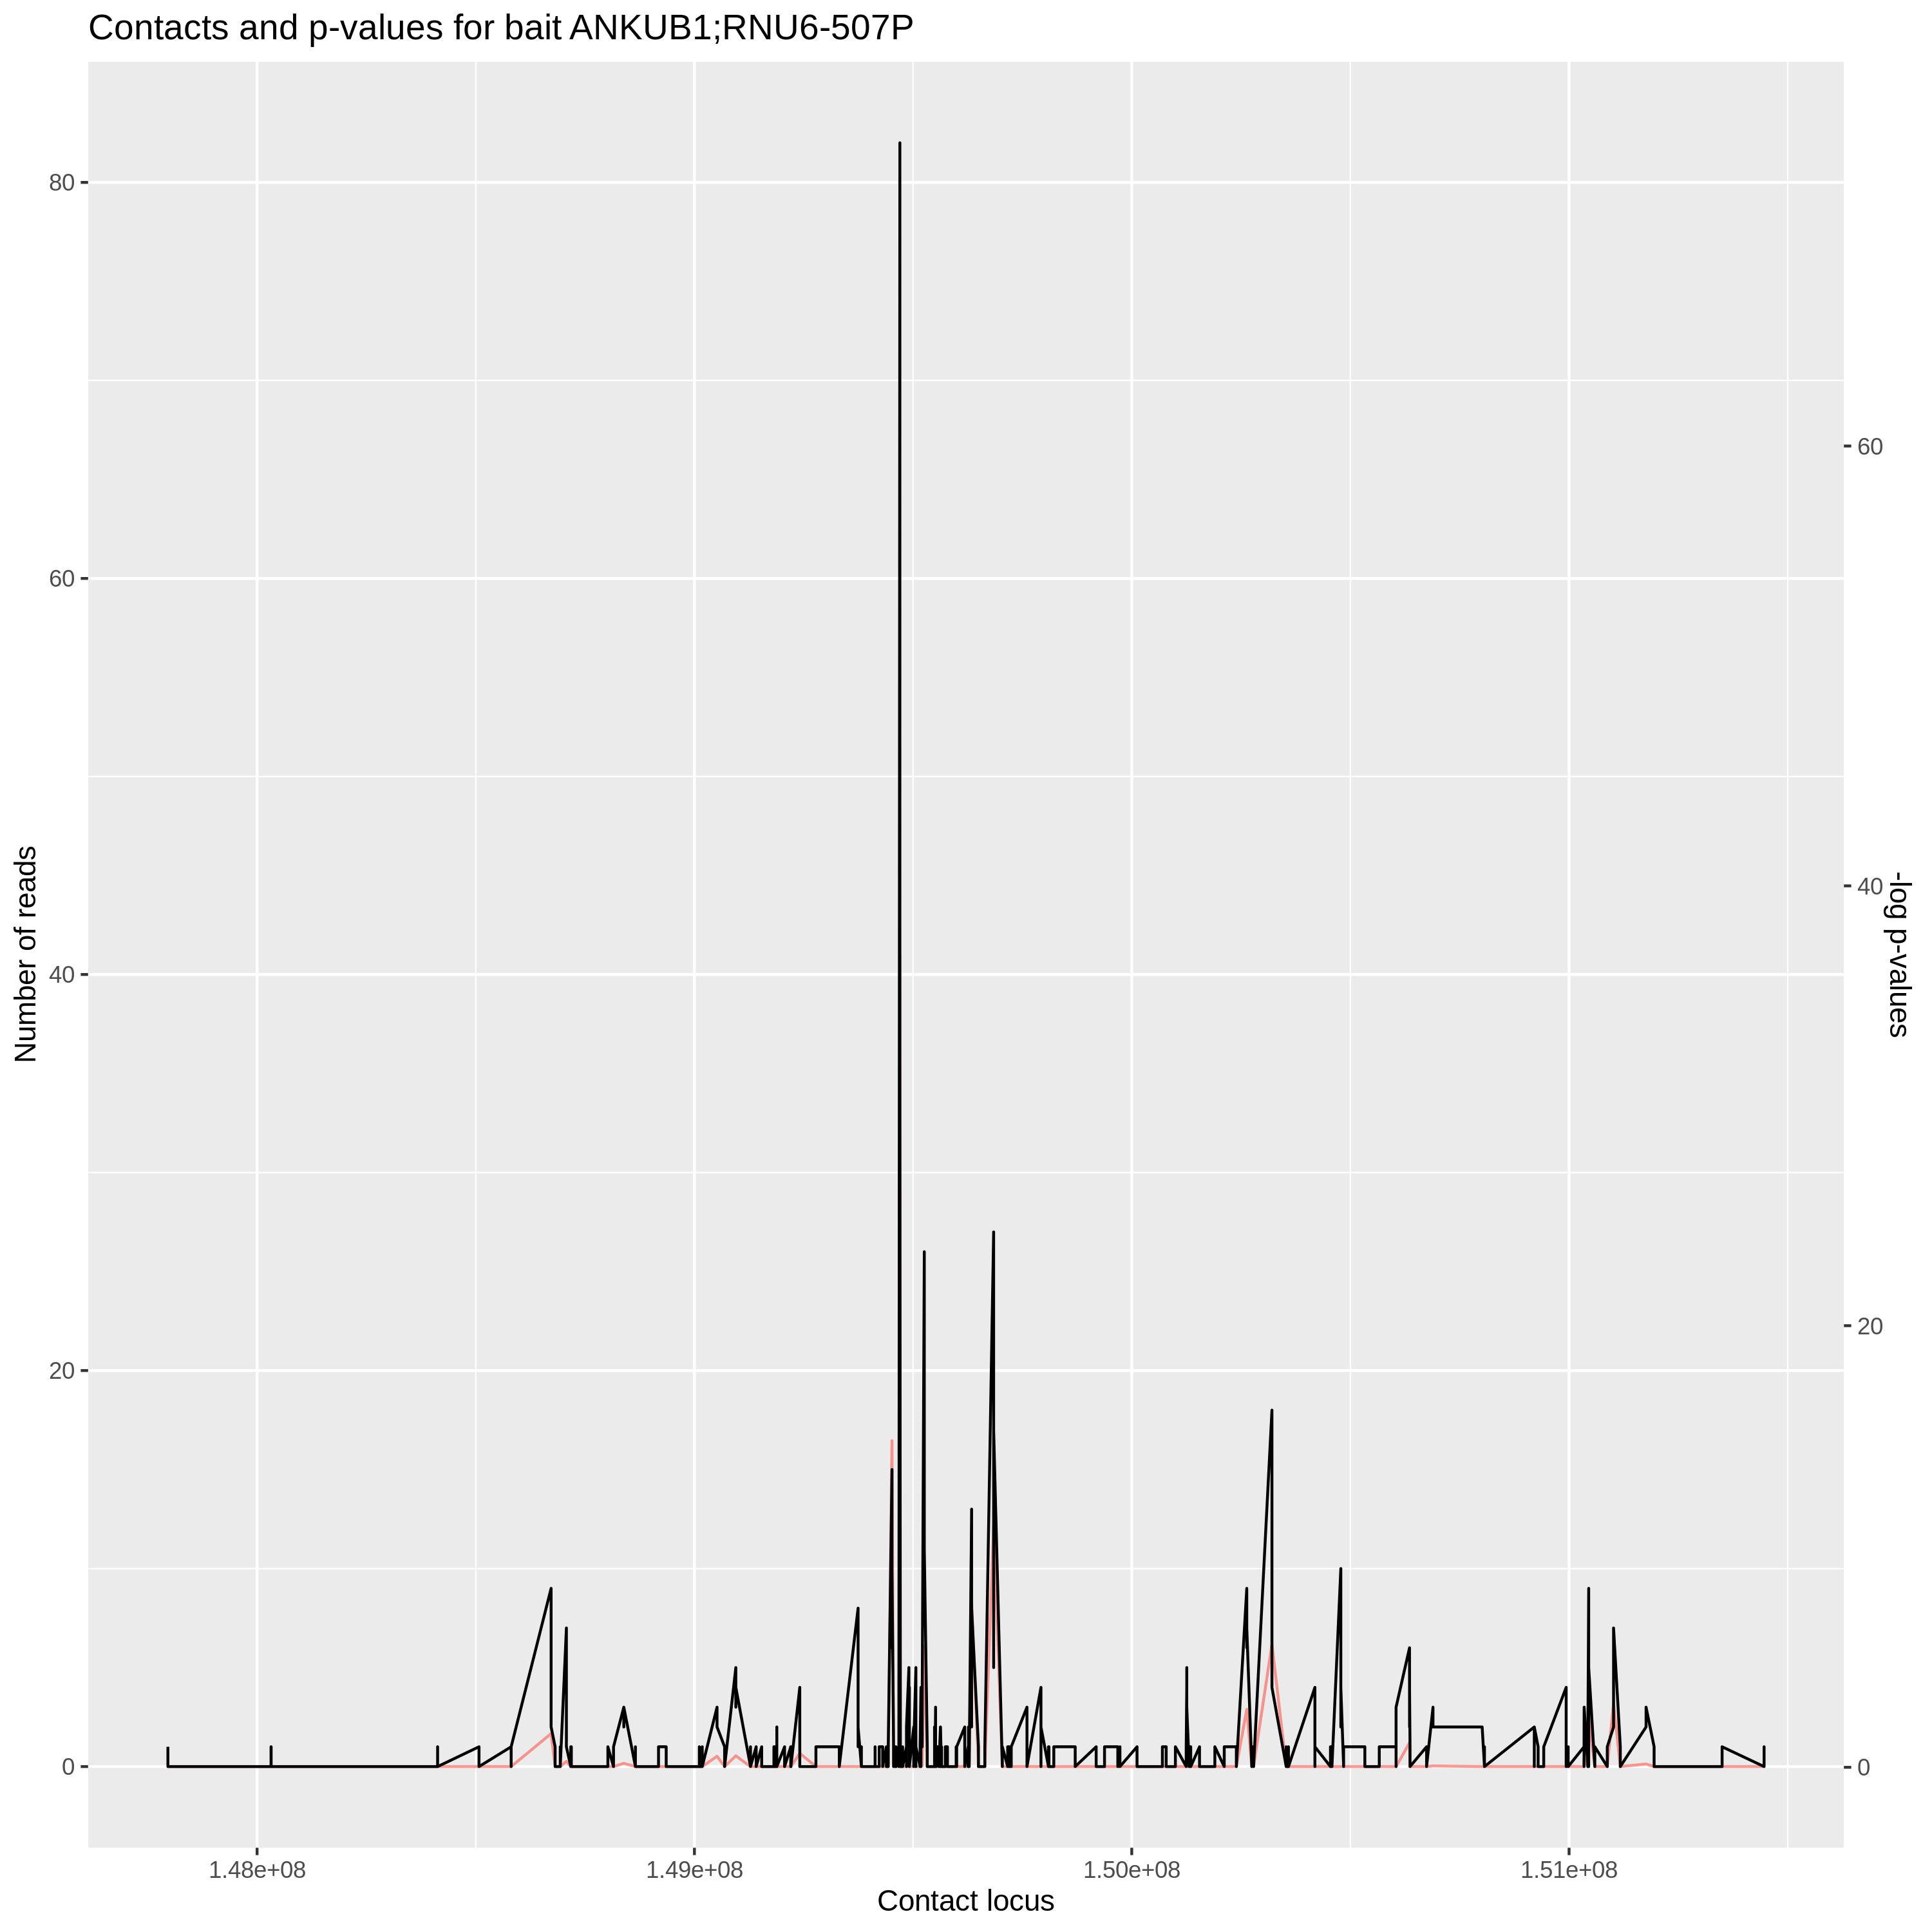 Contacts and p-values for bait ANKUB1;RNU6-507P
80
60
40
20
0
Number of reads
60
40
20
0
-log p-values
1.48e+08
1.49e+08
1.50e+08
1.51e+08
Contact locus